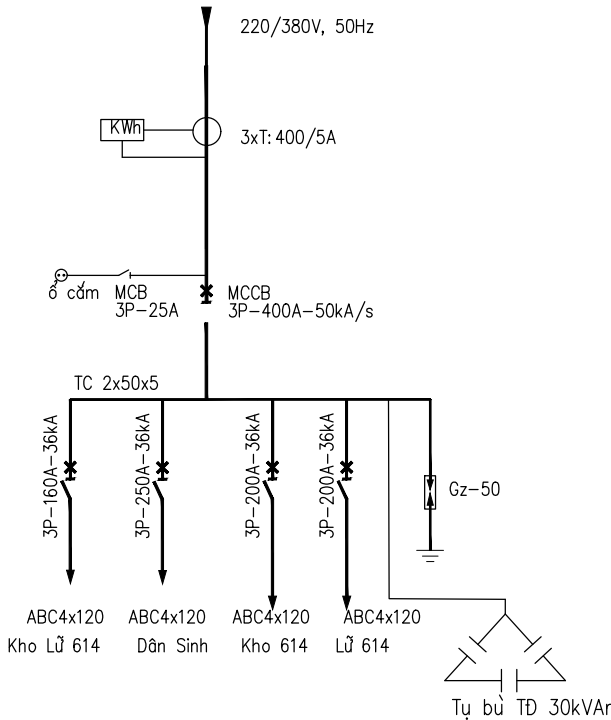 220/380V, 50Hz
KWh
3xT: 400/5A
ổ cắm
MCB
3P-25A
MCCB
3P-400A-50kA/s
TC 2x50x5
3P-160A-36kA
3P-250A-36kA
3P-200A-36kA
3P-200A-36kA
Gz-50
ABC4x120
ABC4x120
ABC4x120
ABC4x120
Kho Lữ 614
Dân Sinh
Kho 614
Lữ 614
Tụ bù TĐ 30kVAr